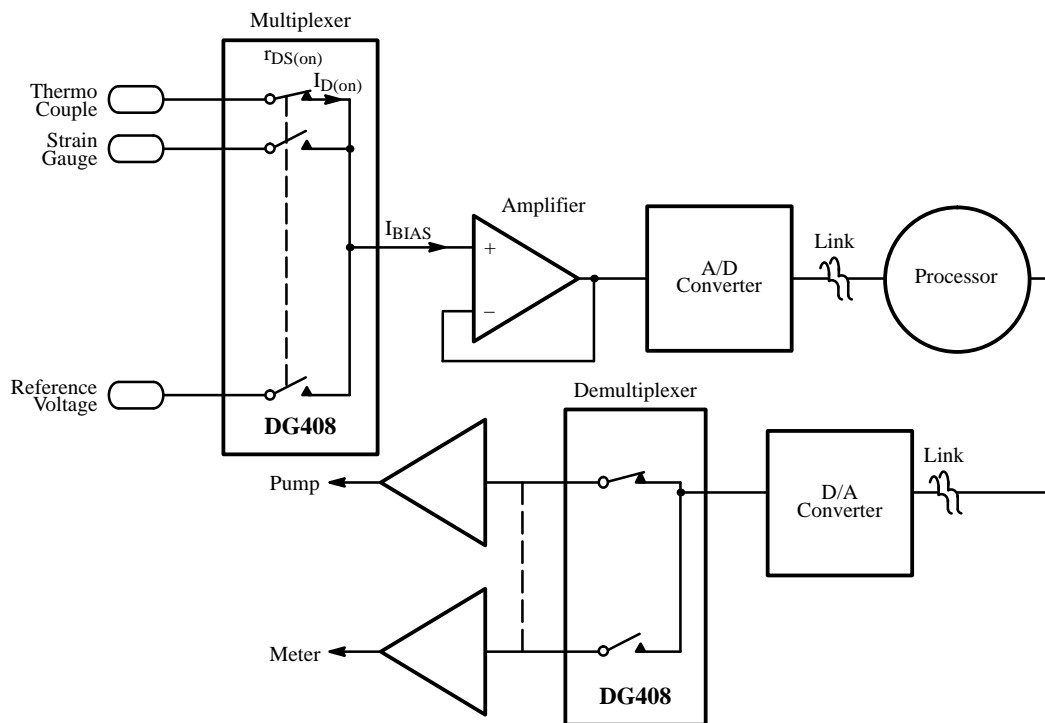 Multiplexer
rDS(on)
ID(on)
Thermo
Couple
Strain
Gauge
IBIAS
Amplifier
+
−
A/D
Converter
Link
Processor
Reference
Voltage
DG408
Demultiplexer
Pump
D/A
Converter
Link
Meter
DG408